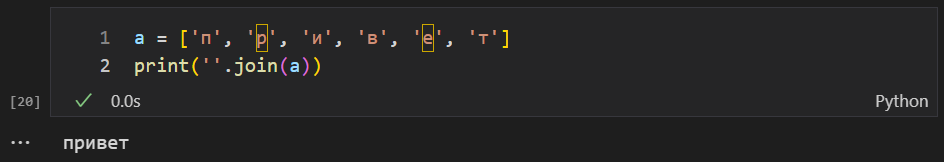 1 a = ['п', 'р', 'и', 'в', 'е', 'т']
2 print(''.join(a))
[20] 0.0s Python
... привет